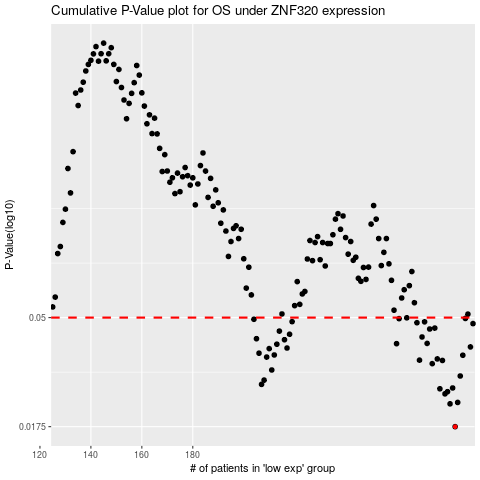 Cumulative P-Value plot for OS under ZNF320 expression
P-Value(log10)
0.05
0.0175
120 140 160 180
# of patients in 'low exp' group